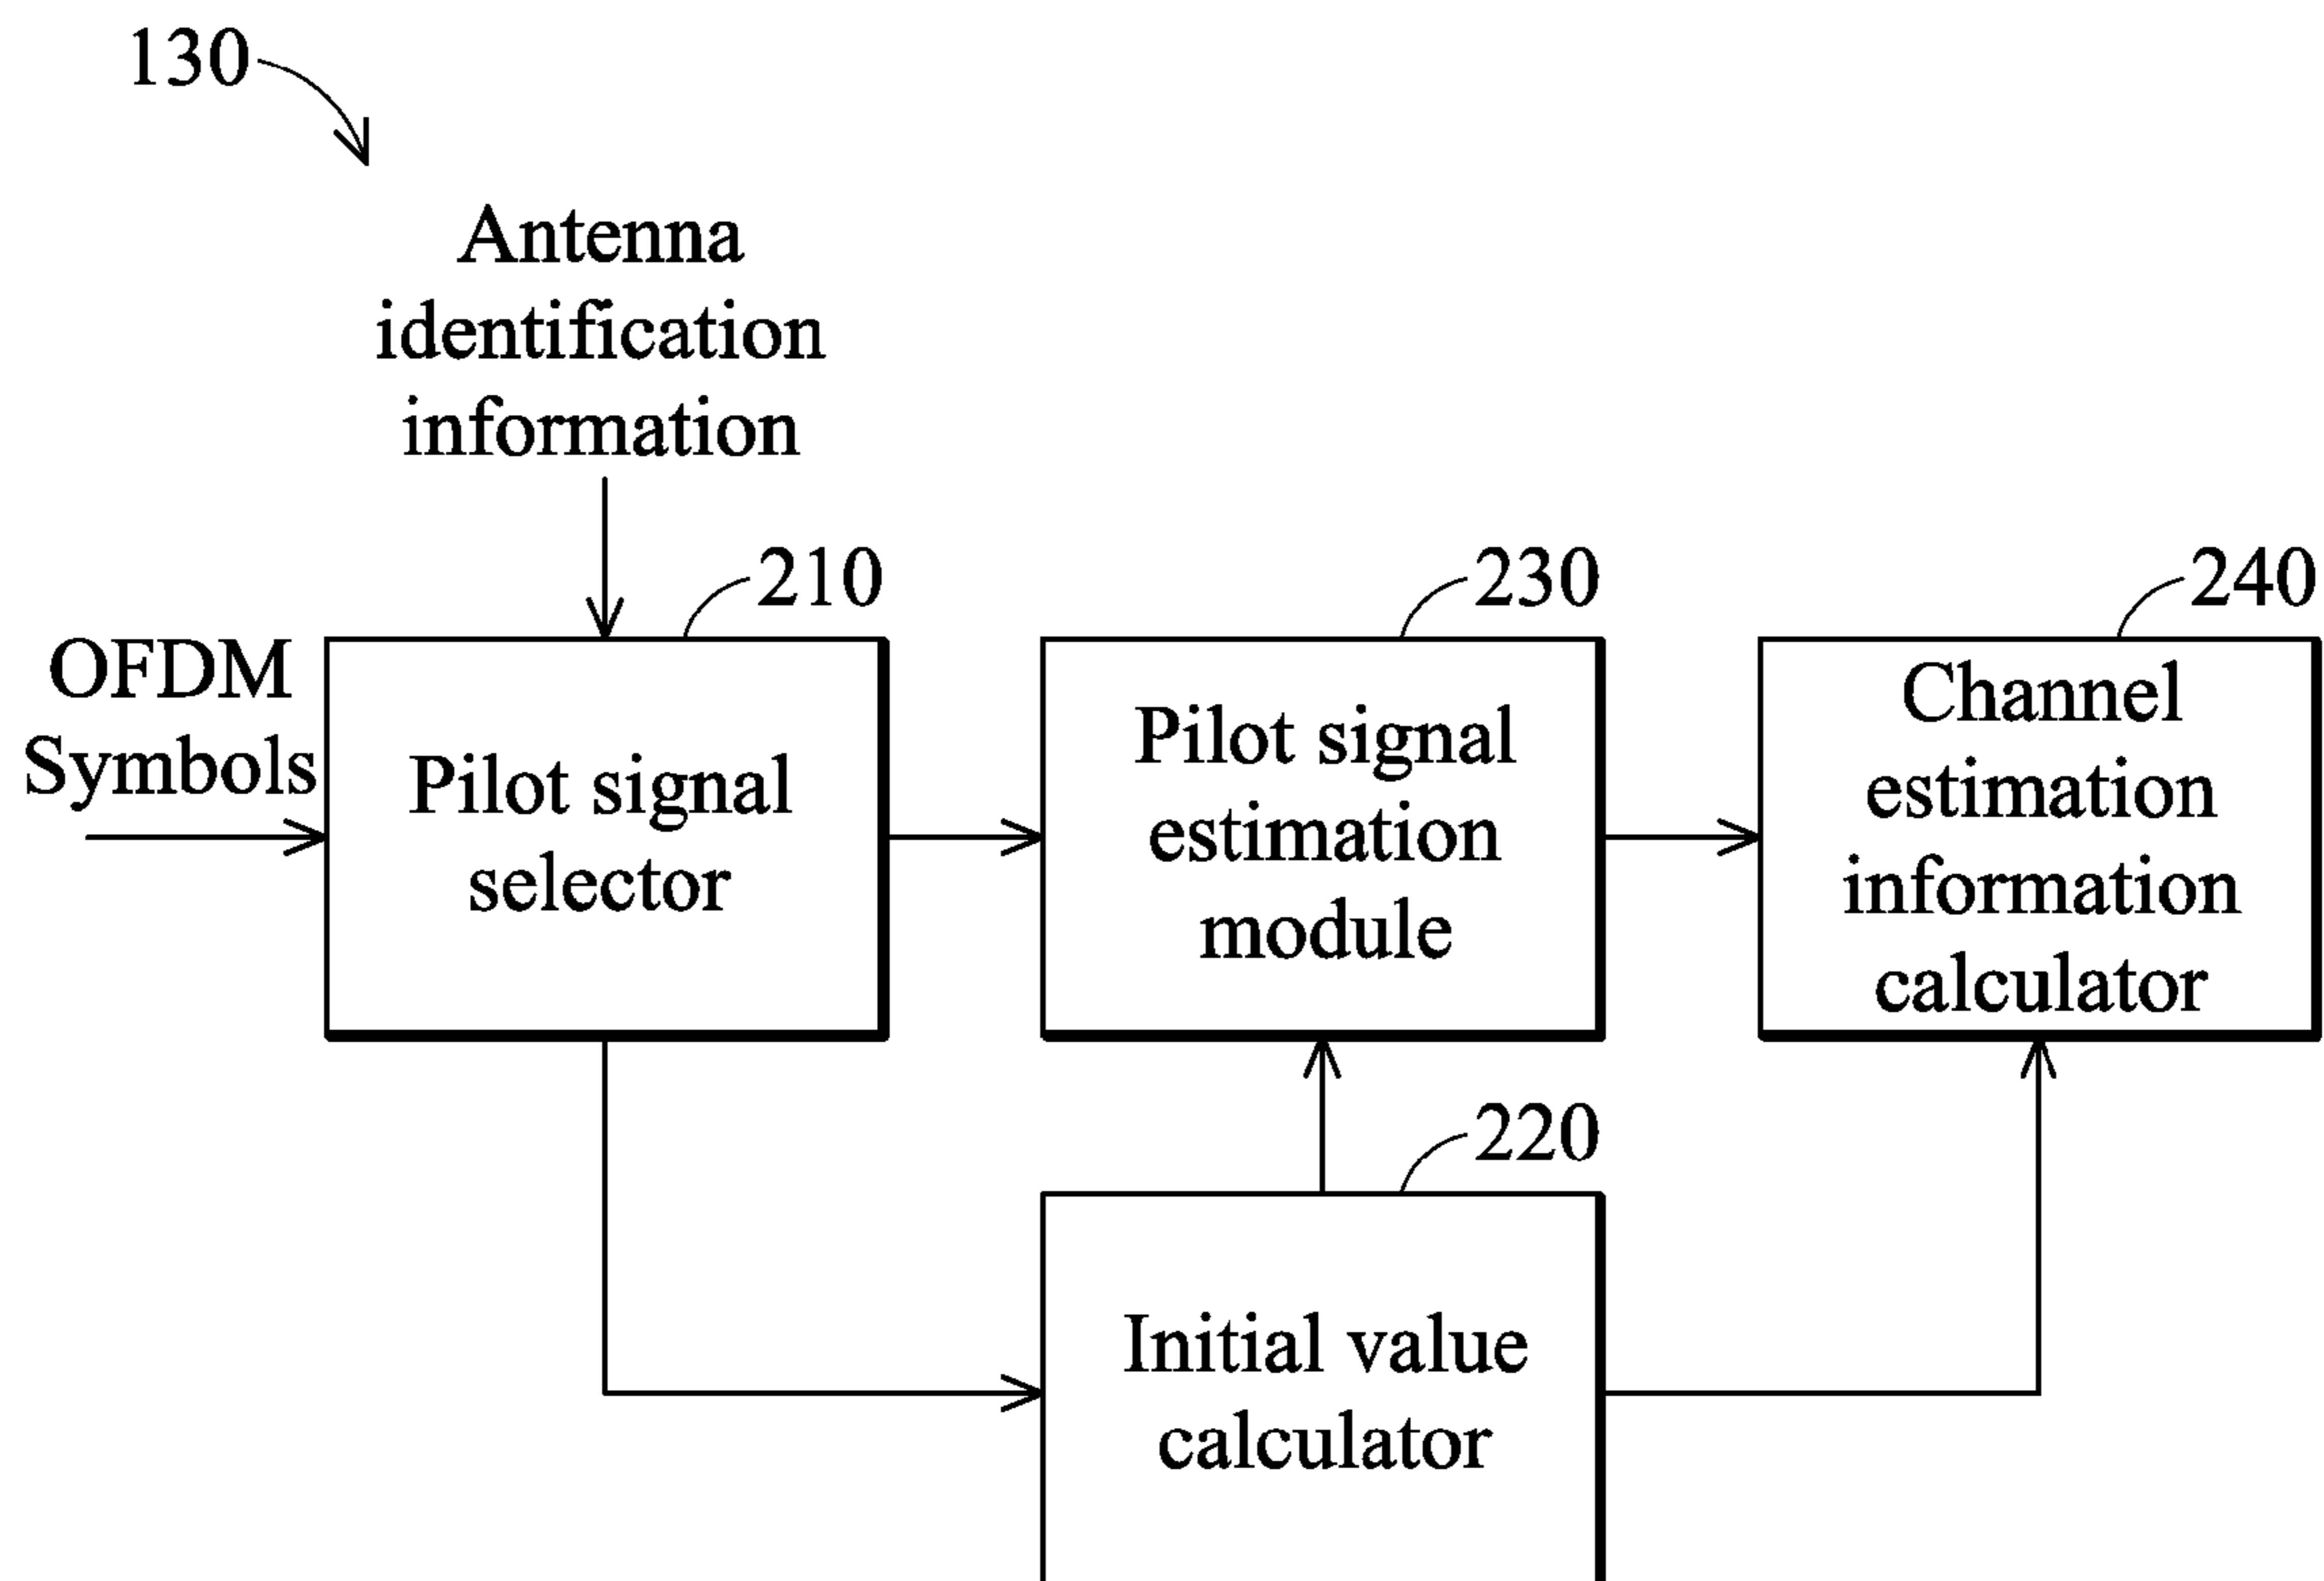 130
Antenna
identification
information
210
230
240
OFDM
Symbols
Pilot signal
selector
Pilot signal
estimation
module
Channel
estimation
information
calculator
220
Initial value
calculator